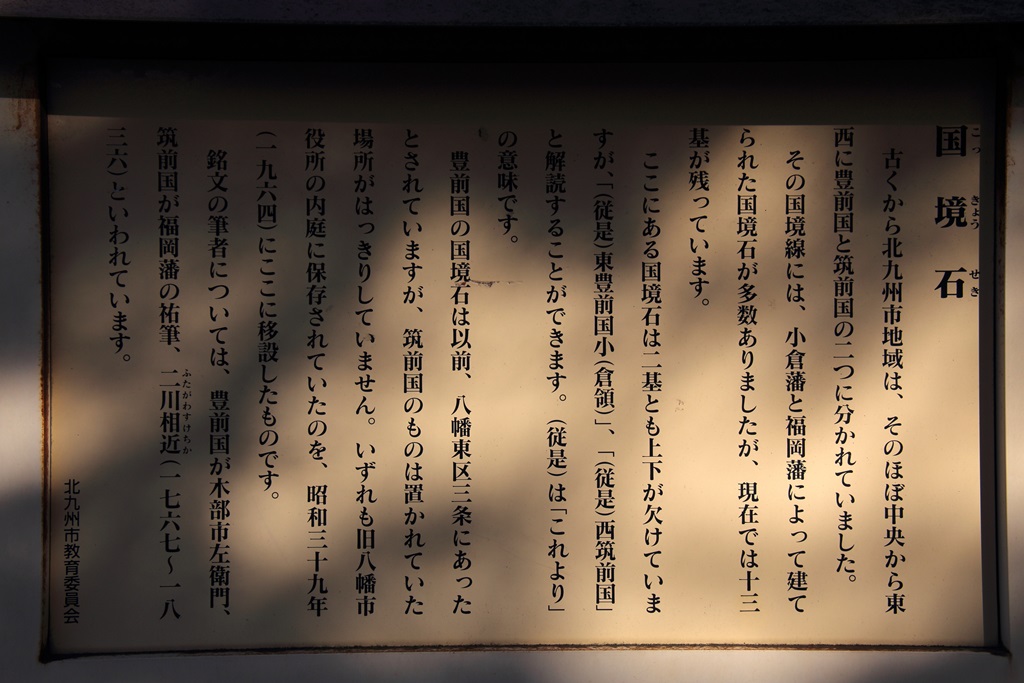 国境石
こっ きょう せき
古くから北九州市地域は、そのほぼ中央から東
西に豊前国と筑前国の二つに分かれていました。
その国境線には、小倉藩と福岡藩によって建て
られた国境石が多数ありましたが、現在では十三
基が残っています。
ここにある国境石は二基とも上下が欠けていま
すが、「(従是)東豊前国小(倉領)」、「(従是)西筑前国」
と解読することができます。(従是)は「これより」
の意味です。
豊前国の国境石は以前、八幡東区三条にあった
とされていますが、筑前国のものは置かれていた
場所がはっきりしていません。いずれも旧八幡市
役所の内庭に保存されていたのを、昭和三十九年
(一九六四)にここに移設したものです。
銘文の筆者については、豊前国が木部市左衛門、
筑前国が福岡藩の祐筆、二川相近(一七六七~一八
ふたがわすけちか
三六)といわれています。
北九州市教育委員会